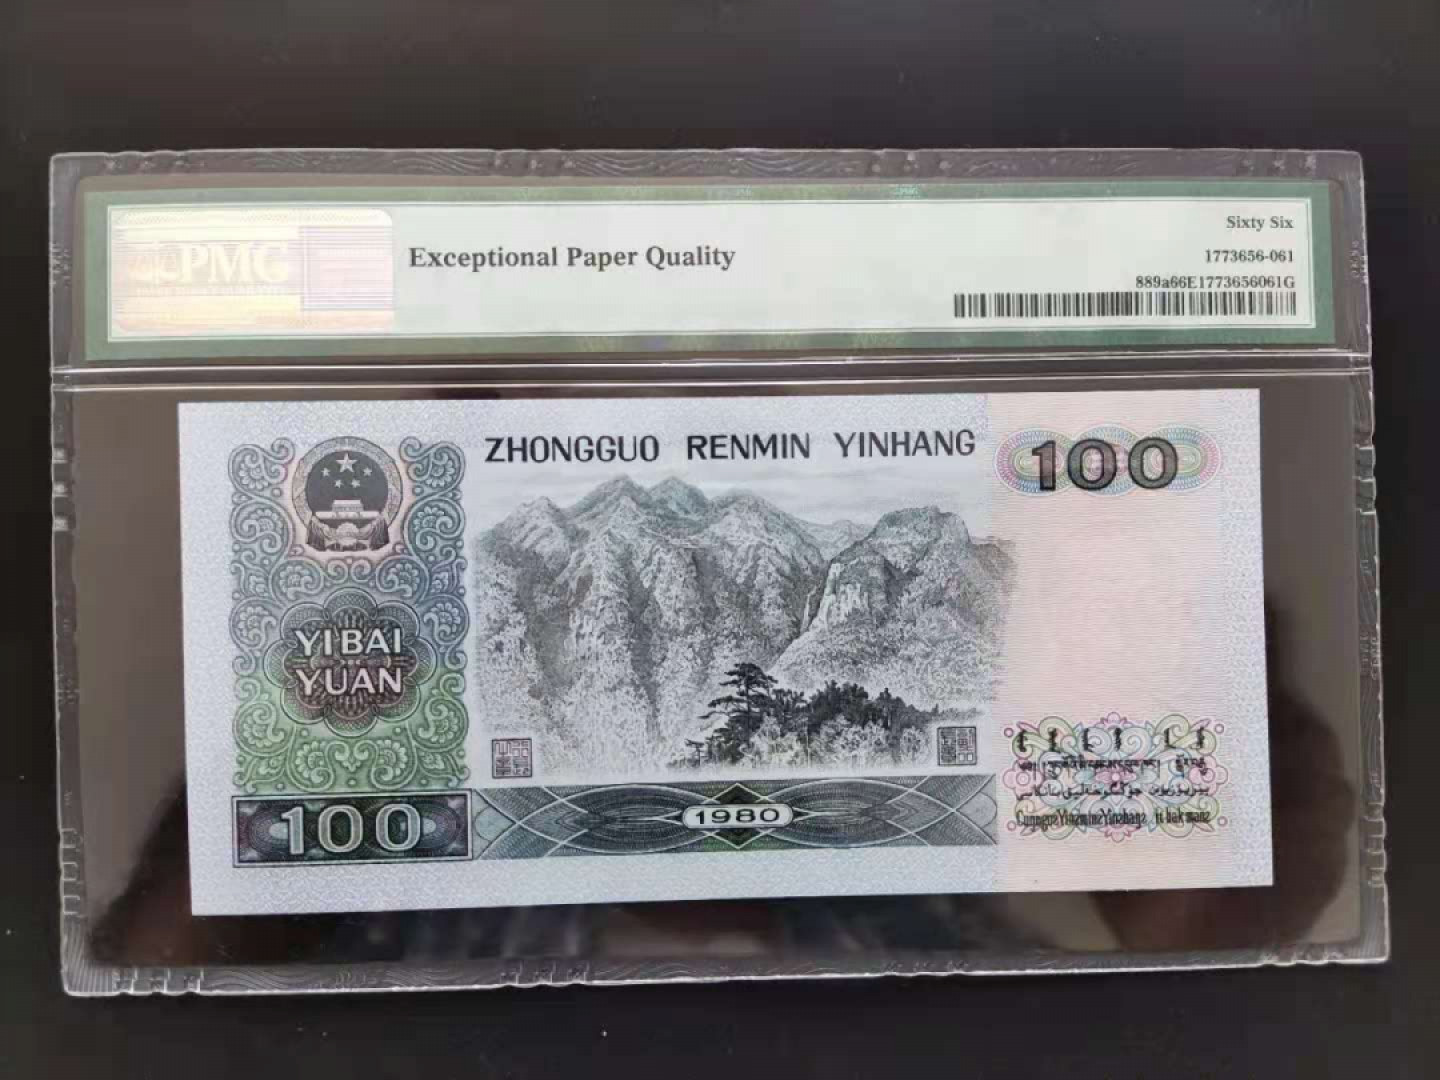 PMG
Exceptional Paper Quality
Sixty Six
1773656-061
889a66E1773656061G
ZHONGGUO RENMIN YINHANG
100
YI BAI
YUAN
100
1980